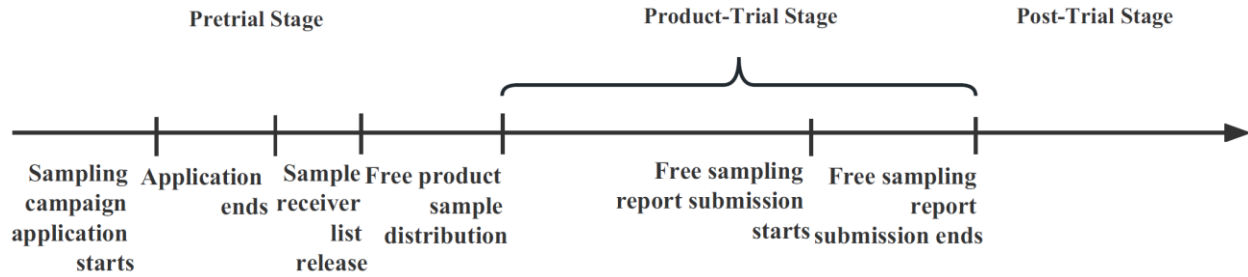 Pretrial Stage
Product-Trial Stage
Post-Trial Stage
Sampling
campaign
application
starts
Application
ends
Sample
receiver
list
release
Free product
sample
distribution
Free sampling
report submission
starts
Free sampling
report
submission ends